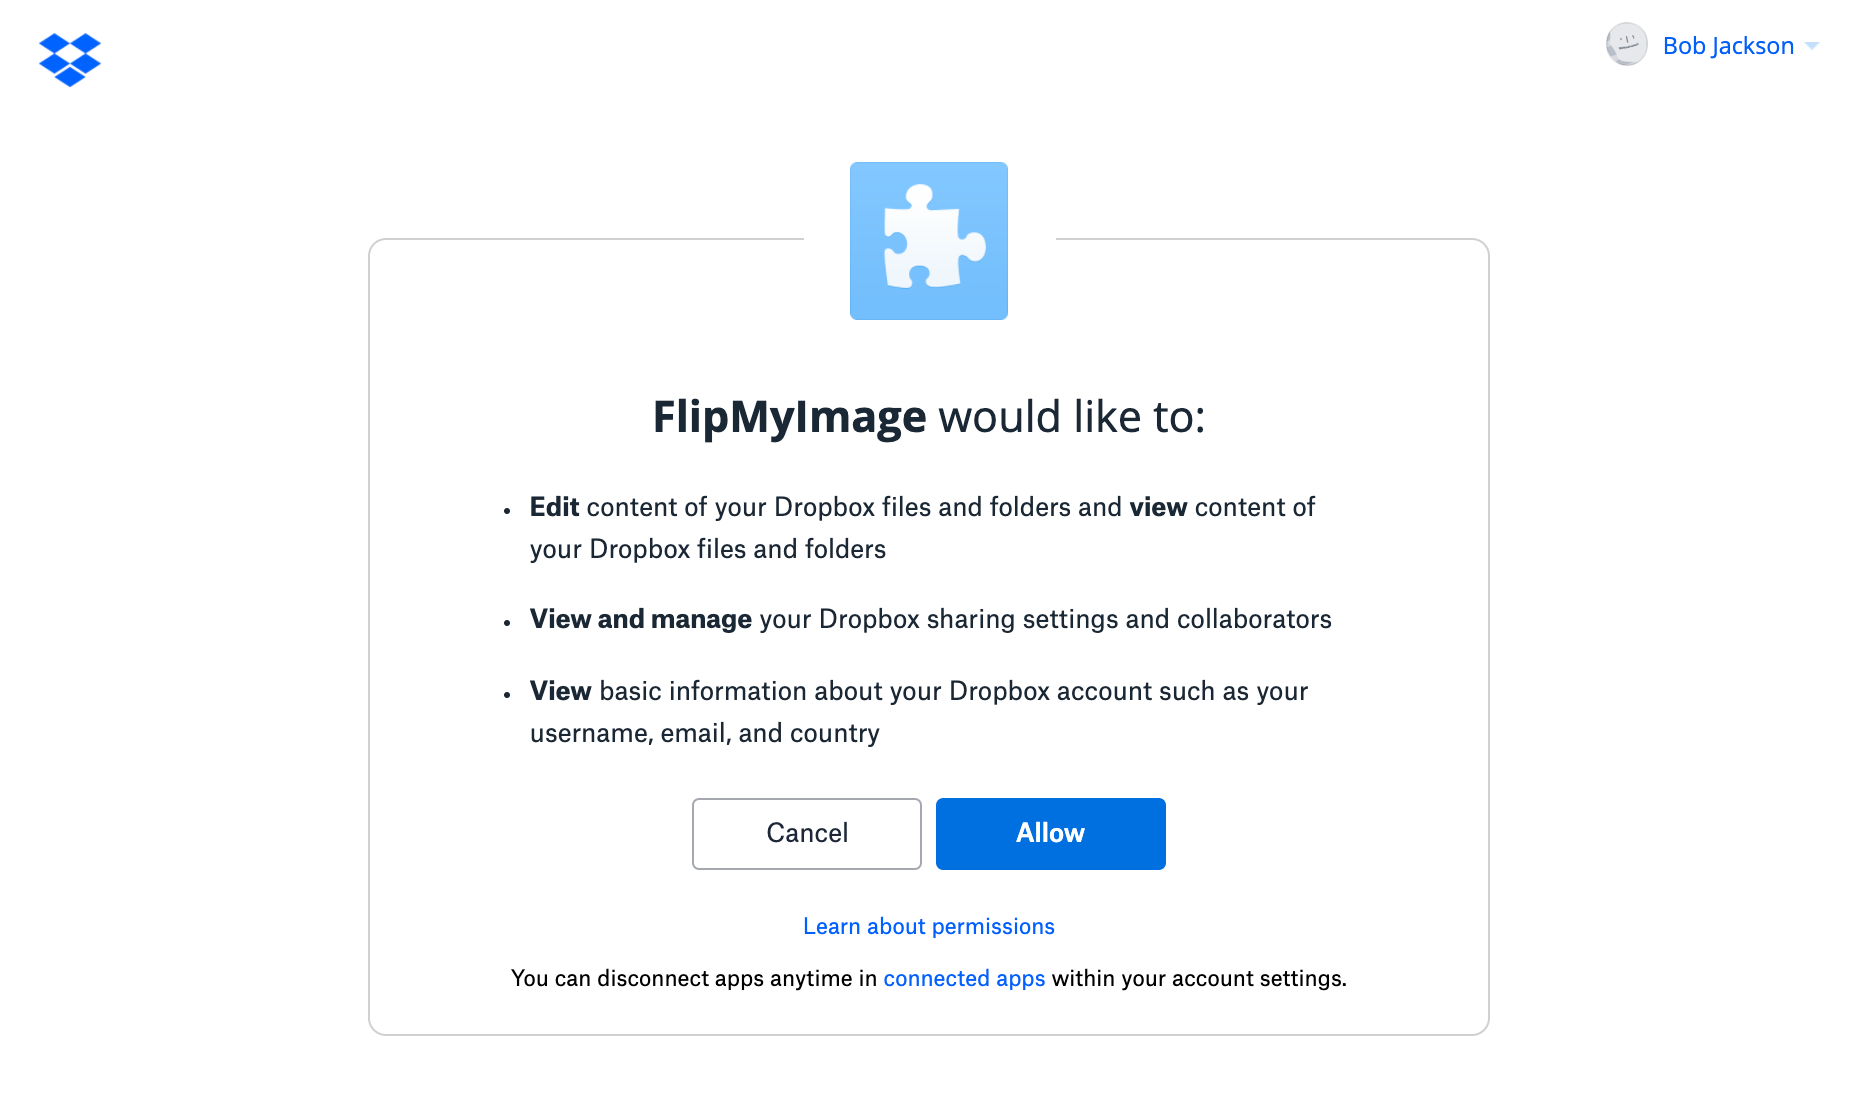 Bob Jackson
FlipMyImage would like to:
• Edit content of your Dropbox files and folders and view content of
your Dropbox files and folders
• View and manage your Dropbox sharing settings and collaborators
• View basic information about your Dropbox account such as your
username, email, and country
Cancel Allow
Learn about permissions
You can disconnect apps anytime in connected apps within your account settings.